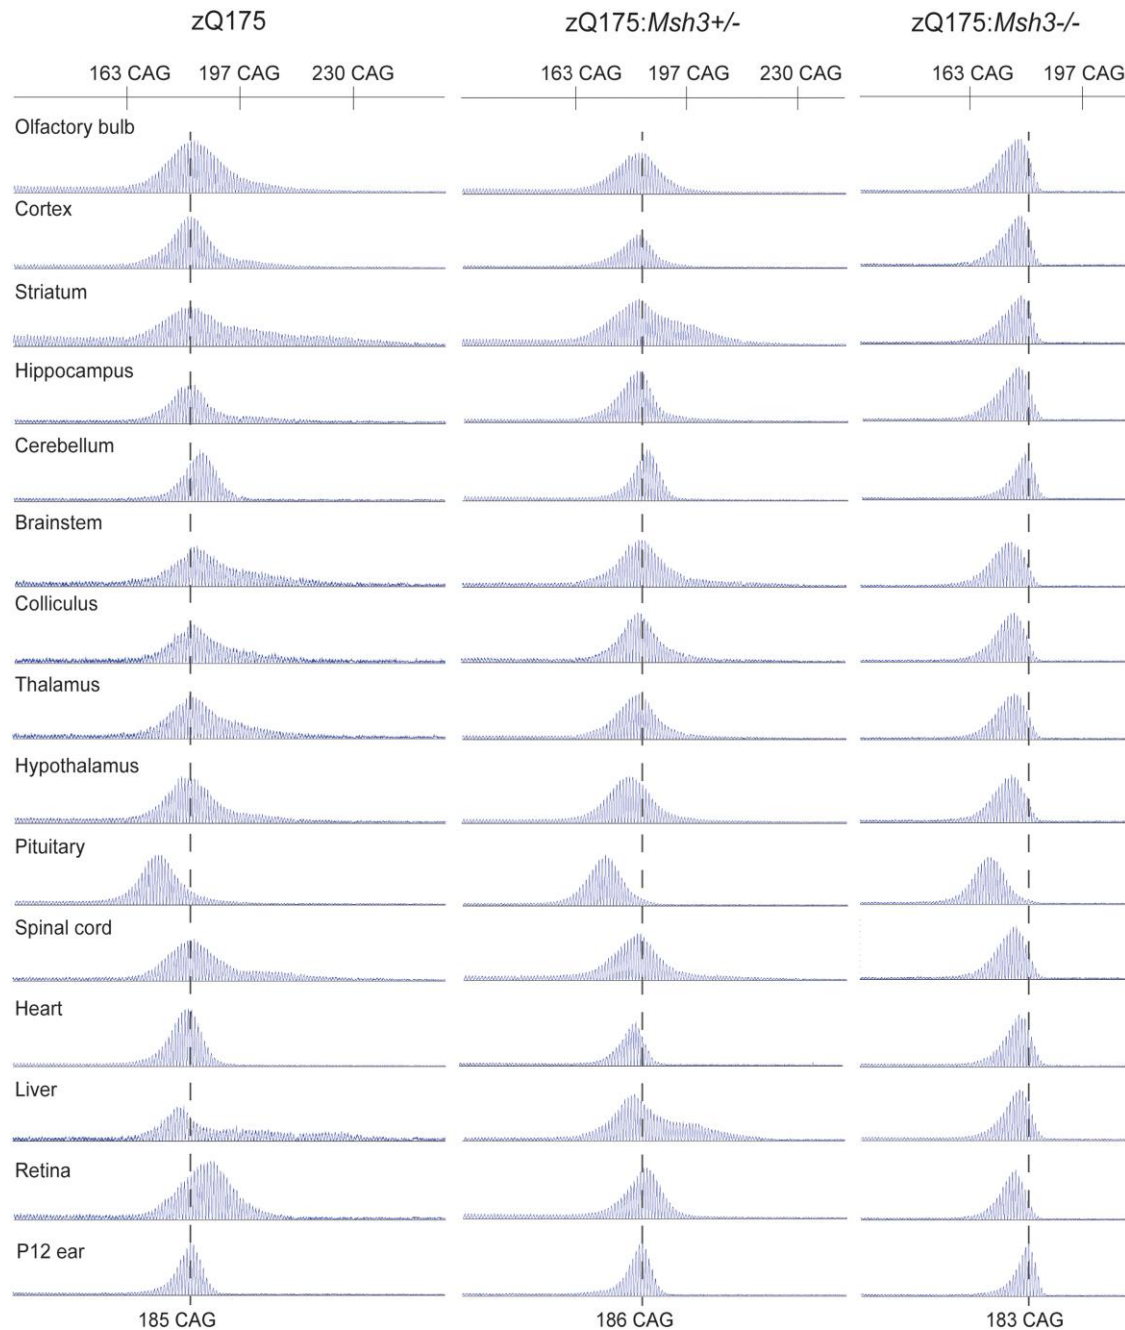 zQ175 zQ175:Msh3+/- zQ175:Msh3-/-
163 CAG 197 CAG 230 CAG 163 CAG 197 CAG 230 CAG 163 CAG 197 CAG
Olfactory bulb
Cortex
Striatum
Hippocampus
Cerebellum
Brainstem
Colliculus
Thalamus
Hypothalamus
Pituitary
Spinal cord
Heart
Liver
Retina
P12 ear
185 CAG 186 CAG 183 CAG